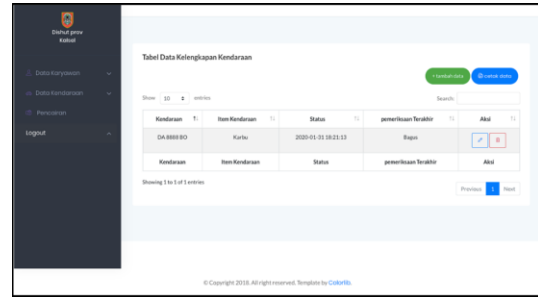 Dishut prov
Kalsel
Data Karyawan
Data Kendaraan
Perizinan
Logout
Tabel Data Kelengkapan Kendaraan
+ tambah data
cetak data
Show 10 entries
Search:
Kendaraan Item Kendaraan Status pemeriksaan Terakhir Aksi
DA 8888 BO Karbu 2020-01-31 18:21:13 Bagus
Kendaraan Item Kendaraan Status pemeriksaan Terakhir Aksi
Showing 1 to 1 of 1 entries
Previous 1 Next
© Copyright 2018. All right reserved. Template by Colorlib.